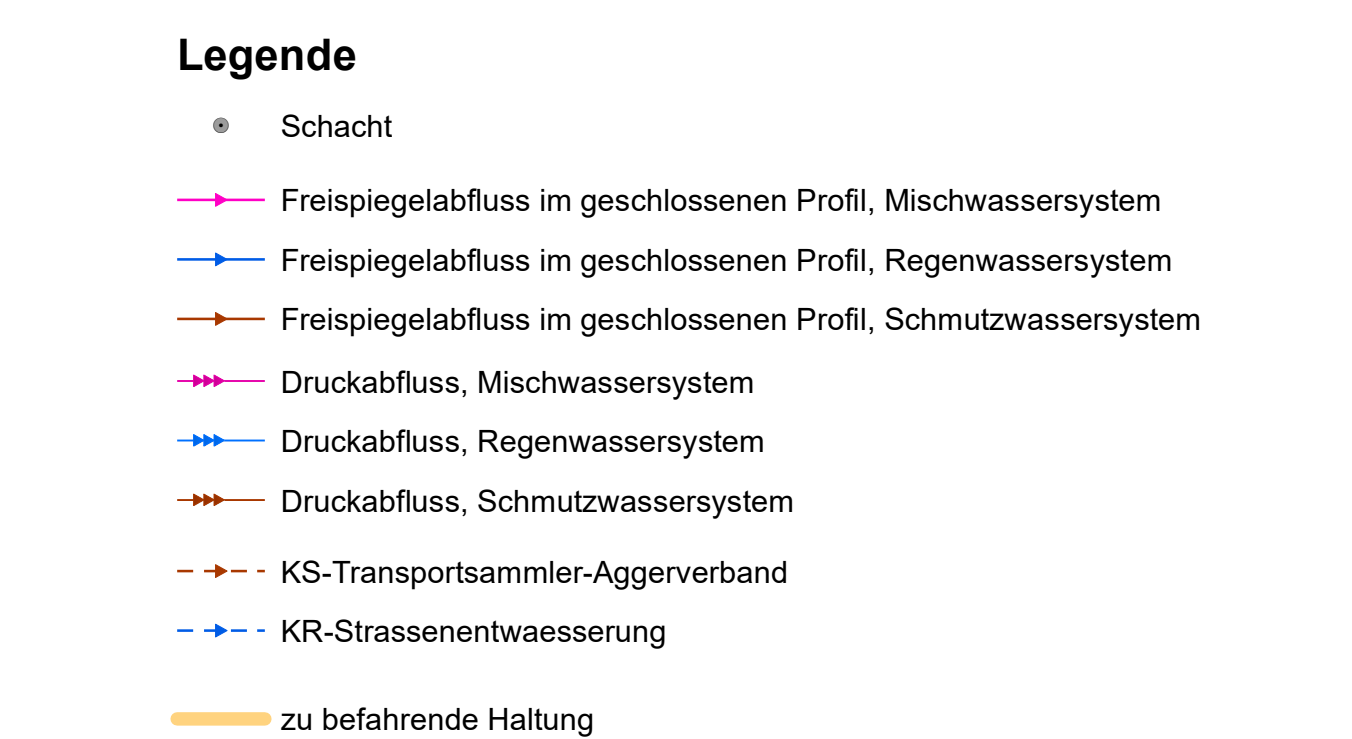 Legende
Schacht
Freispiegelabfluss im geschlossenen Profil, Mischwassersystem
Freispiegelabfluss im geschlossenen Profil, Regenwassersystem
Freispiegelabfluss im geschlossenen Profil, Schmutzwassersystem
Druckabfluss, Mischwassersystem
Druckabfluss, Regenwassersystem
Druckabfluss, Schmutzwassersystem
KS-Transportsammler-Aggerverband
KR-Strassenentwaesserung
zu befahrende Haltung